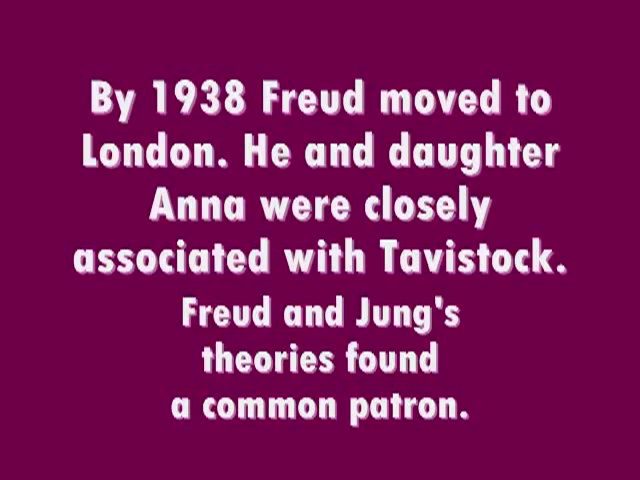 By 1938 Freud moved to
London. He and daughter
Anna were closely
associated with Tavistock.
Freud and Jung's
theories found
a common patron.